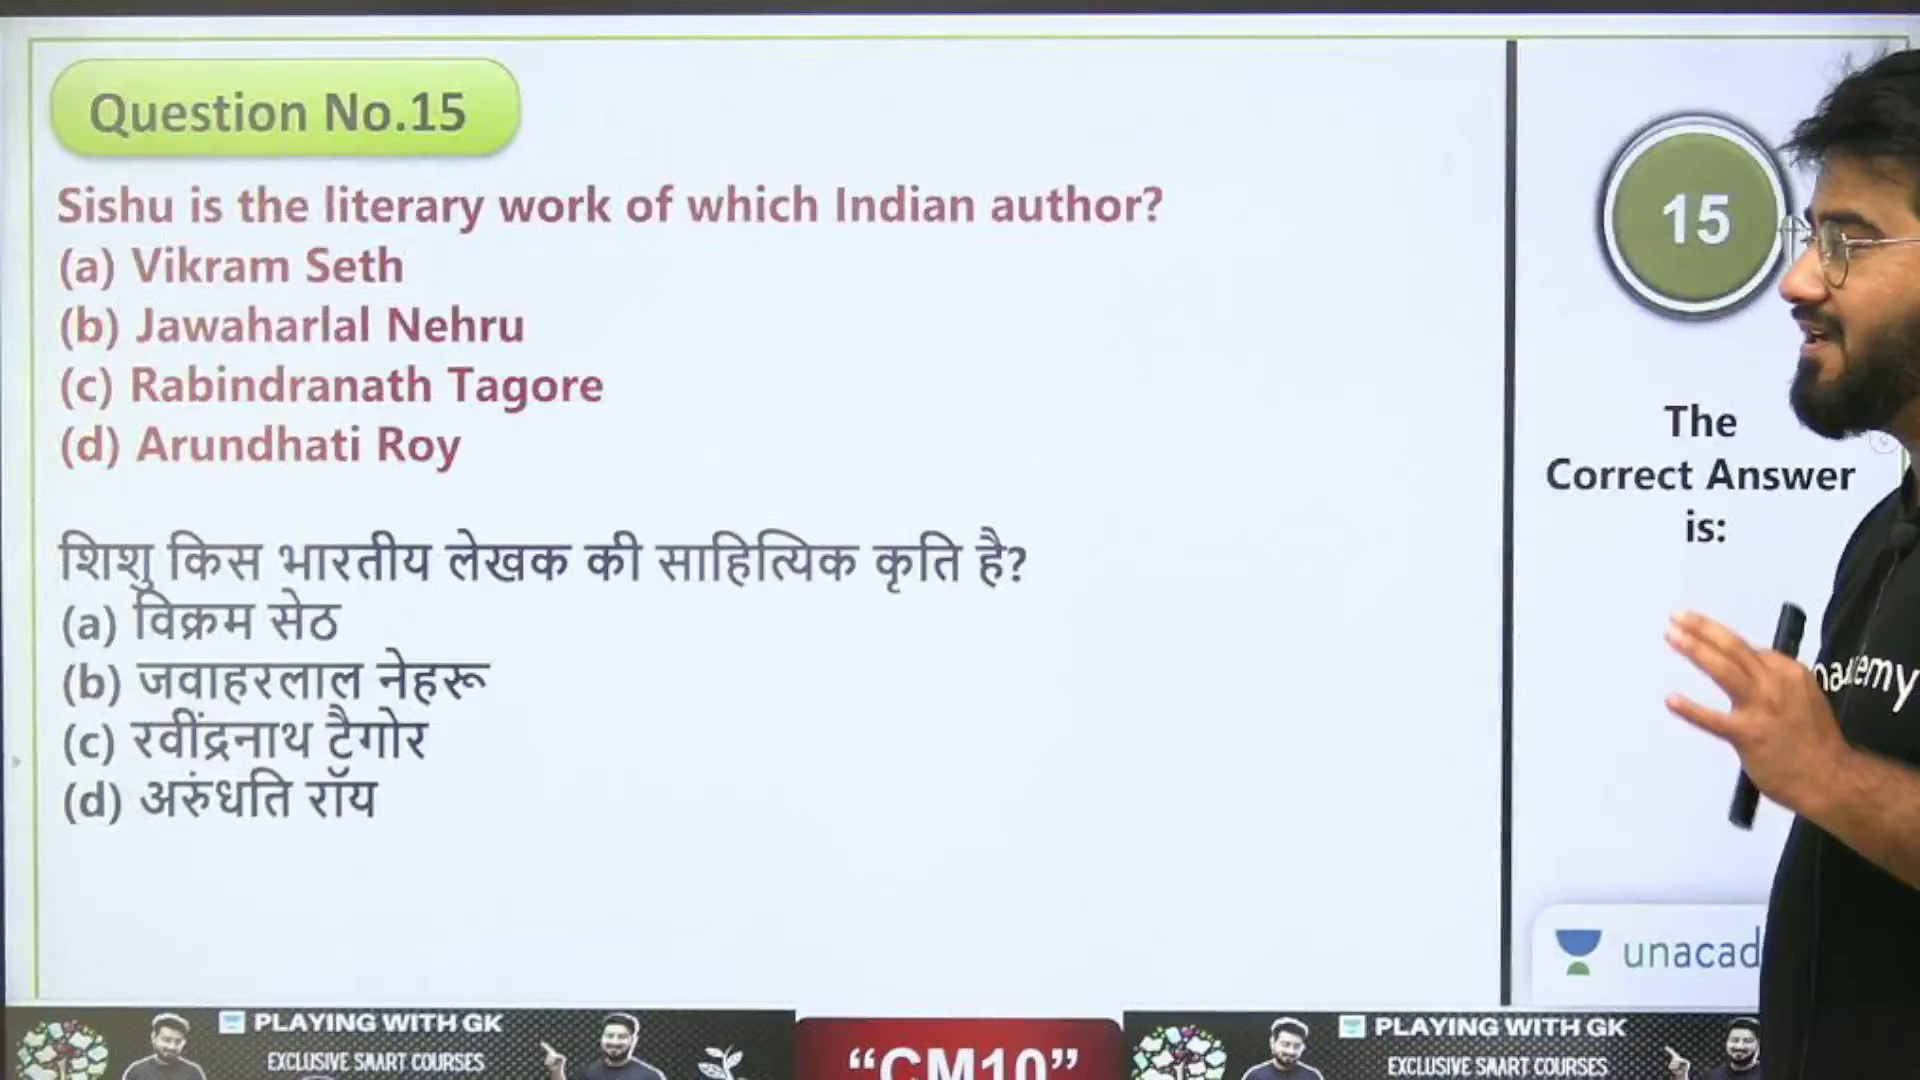 Question No.15
Sishu is the literary work of which Indian author?
(a) Vikram Seth
(b) Jawaharlal Nehru
(c) Rabindranath Tagore
(d) Arundhati Roy
शिशु किस भारतीय लेखक की साहित्यिक कृति है?
(a) विक्रम सेठ
(b) जवाहरलाल नेहरू
(c) रवींद्रनाथ टैगोर
(d) अरुंधति रॉय
15
The
Correct Answer
is:
unacad
PLAYING WITH GK
EXCLUSIVE SMART COURSES
“CM10”
PLAYING WITH GK
EXCLUSIVE SMART COURSES